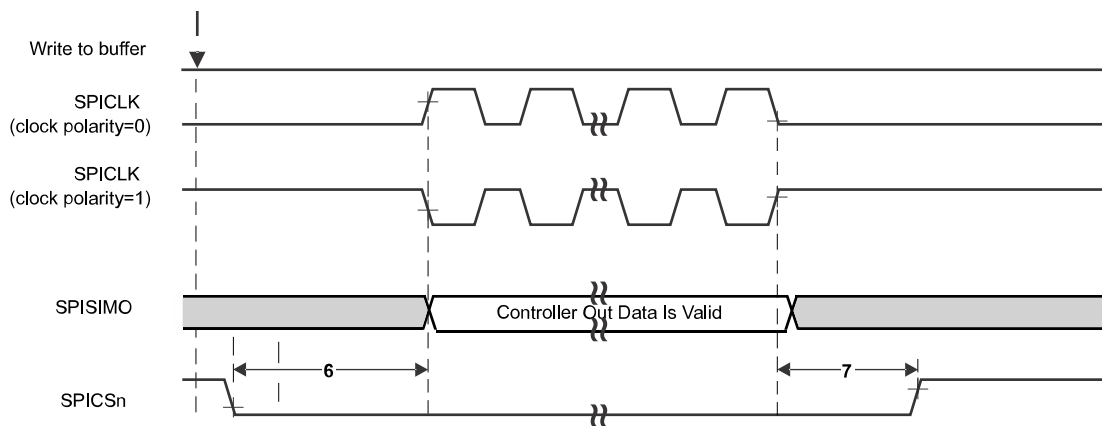 Write to buffer
SPICLK
(clock polarity=0)
SPICLK
(clock polarity=1)
SPISIMO
Controller Out Data Is Valid
6
7
SPICSn